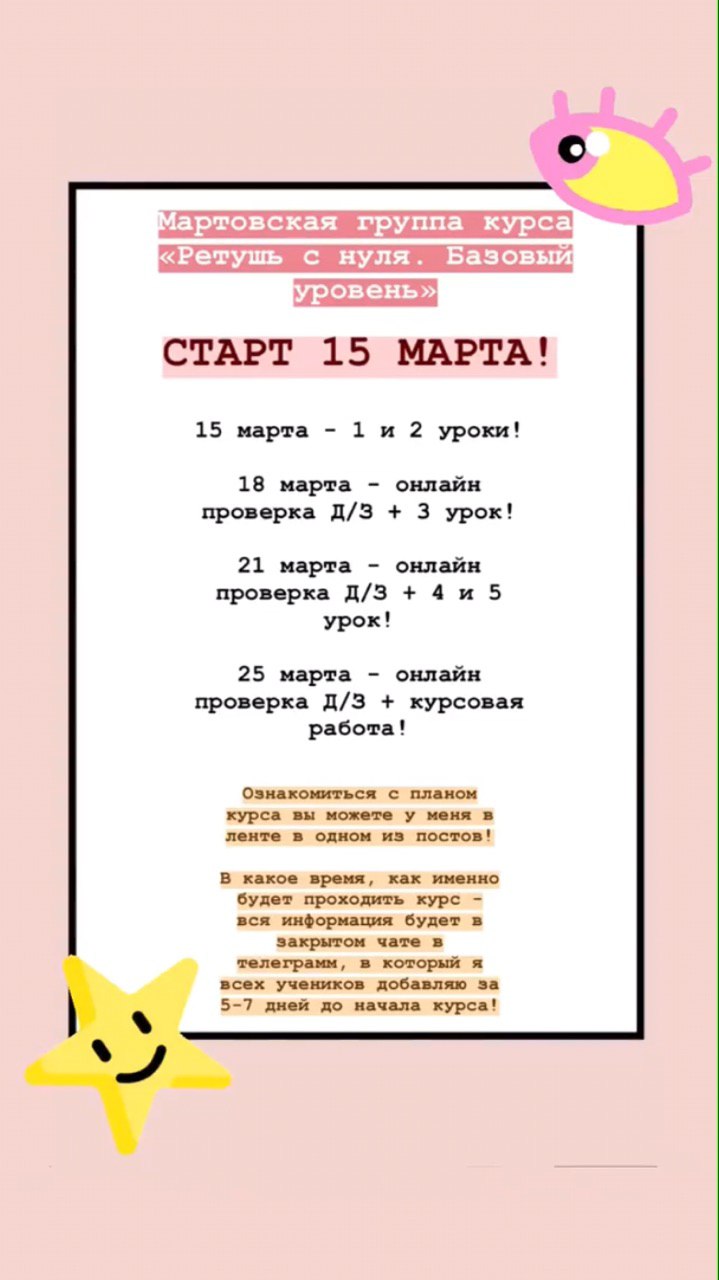 Мартовская группа курса
«Ретушь с нуля. Базовый
уровень»
СТАРТ 15 МАРТА!
15 марта - 1 и 2 уроки!
18 марта - онлайн
проверка Д/З + 3 урок!
21 марта - онлайн
проверка Д/З + 4 и 5
урок!
25 марта - онлайн
проверка Д/З + курсовая
работа!
Ознакомиться с планом
курса вы можете у меня в
ленте в одном из постов!
В какое время, как именно
будет проходить курс -
вся информация будет в
закрытом чате в
телеграмм, в который я
всех учеников добавляю за
5-7 дней до начала курса!